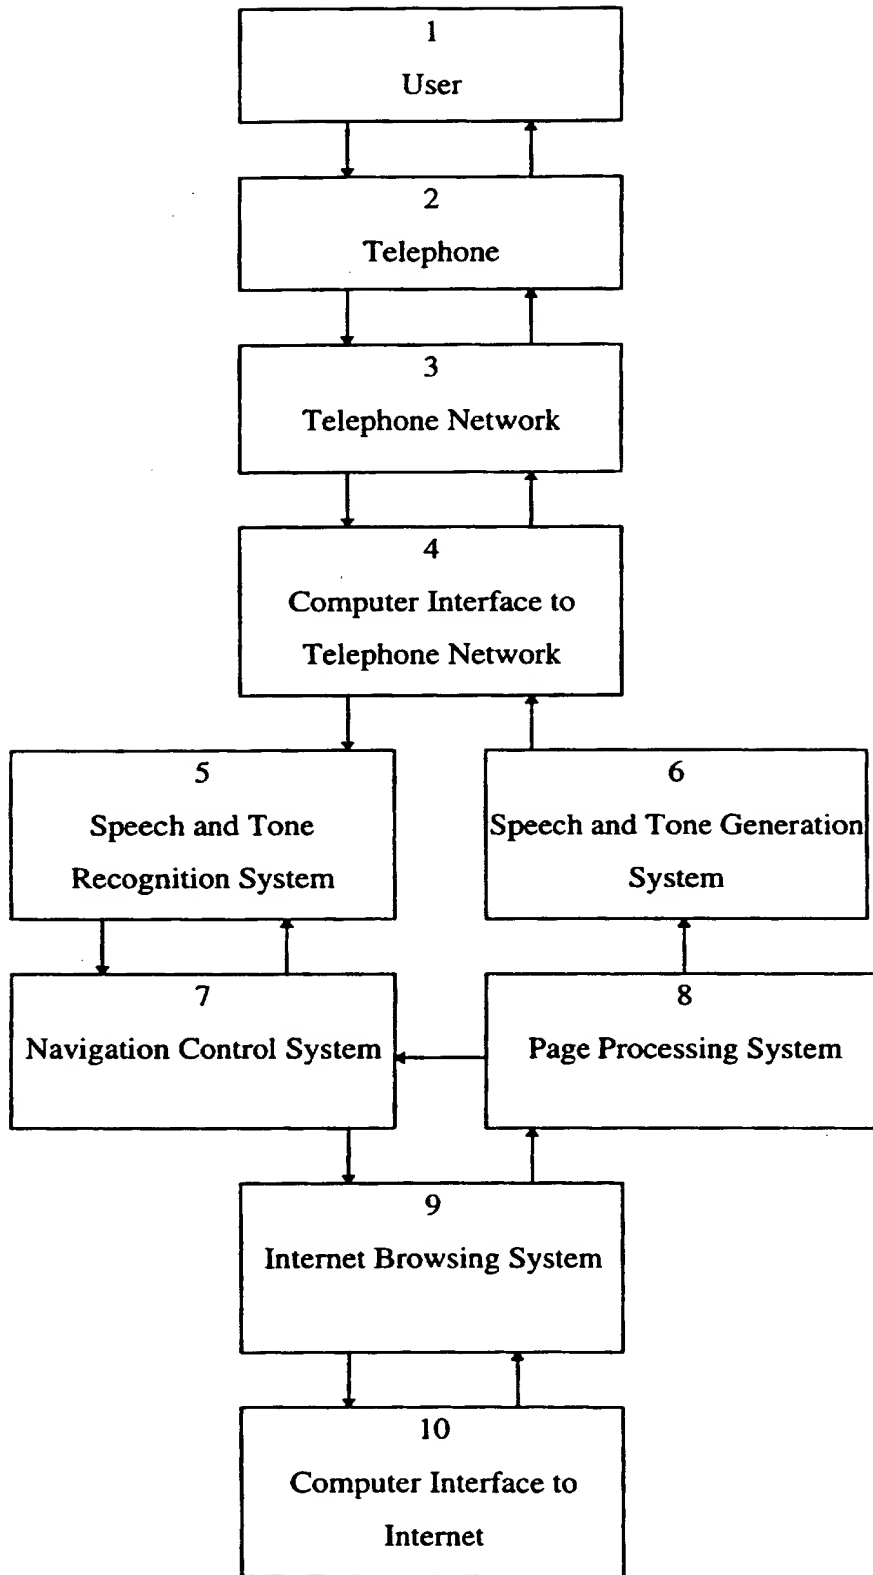 1
User
2
Telephone
3
Telephone Network
4
Computer Interface to
Telephone Network
5
Speech and Tone
Recognition System
6
Speech and Tone Generation
System
7
Navigation Control System
8
Page Processing System
9
Internet Browsing System
10
Computer Interface to
Internet